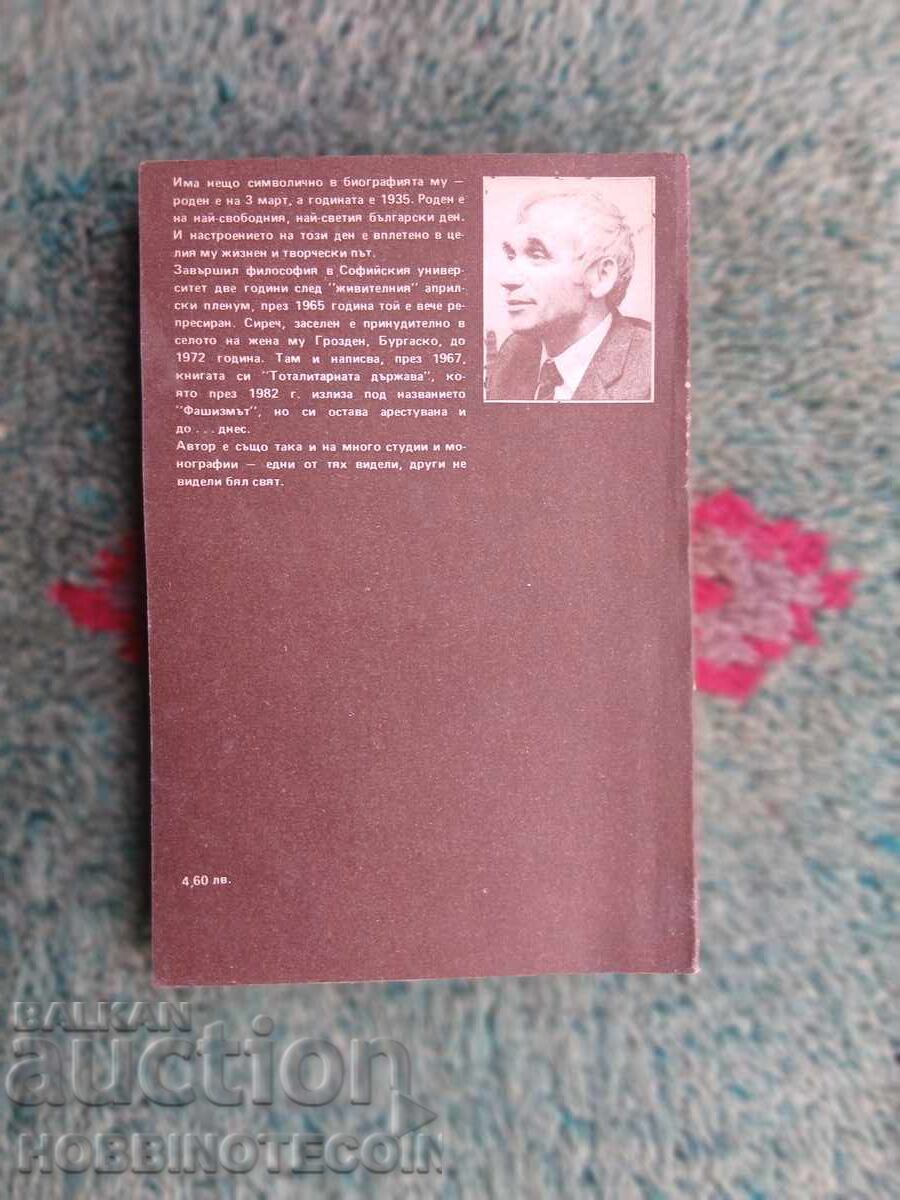 Има нещо символично в биографията му —
роден е на 3 март, а годината е 1935. Роден е
на най-свободния, най-светия български ден.
И настроението на този ден е вплетено в це-
лия му жизнен и творчески път.
Завършил философия в Софийския универ-
ситет две години след "живителния" април-
ски пленум, през 1965 година той е вече ре-
пресиран. Сиреч, заселен е принудително в
селото на жена му Грозден, Бургаско, до
1972 година. Там и написва, през 1967,
книгата си "Тоталитарната държава", ко-
ято през 1982 г. излиза под названието
"Фашизмът", но си остава арестувана и
до . . . днес.
Автор е също така и на много студии и мо-
нографии — едни от тях видели, други не
видели бял свят.
4,60 лв.
BALKAN
auction
HOBBINOTECOIN